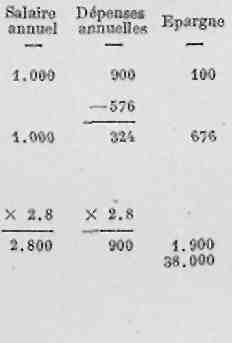 Salaire Dépenses Epargne
annuel annuelles
— — —
1.000 900 100
—576
1.000 324 676
× 2.8 × 2.8
2.800 900 1.900
38.000